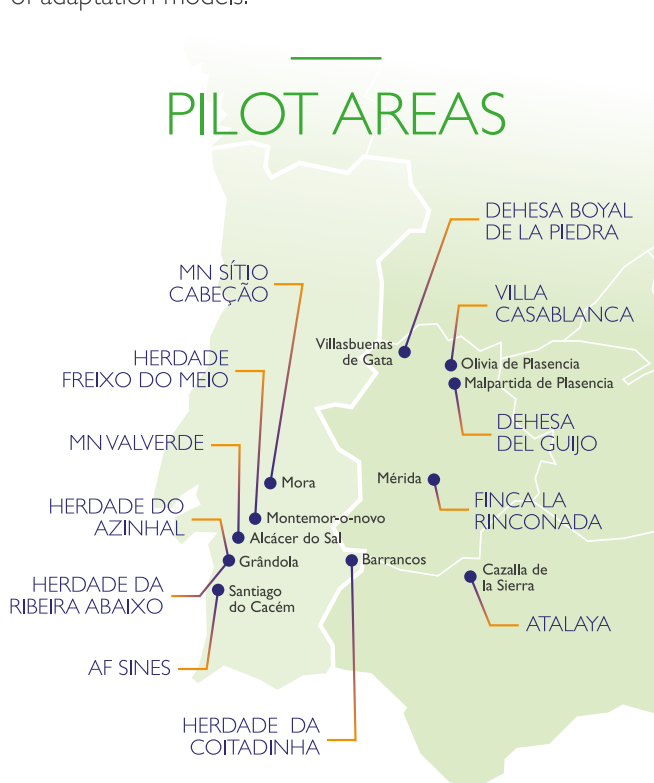 of adaptation models.
PILOT AREAS
DEHESA BOYAL
DE LA PIEDRA
MN SÍTIO
CABEÇÃO
VILLA
CASABLANCA
Villasbuenas
de Gata
Olivia de Plasencia
Malpartida de Plasencia
HERDADE
FREIXO DO MEIO
DEHESA
DEL GUIJO
MN VALVERDE
Mora
Mérida
HERDADE DO
AZINHAL
Montemor-o-novo
FINCA LA
RINCONADA
Alcácer do Sal
Grândola
Barrancos
Cazalla de
la Sierra
HERDADE DA
RIBEIRA ABAIXO
Santiago
do Cacém
ATALAYA
AF SINES
HERDADE DA
COITADINHA